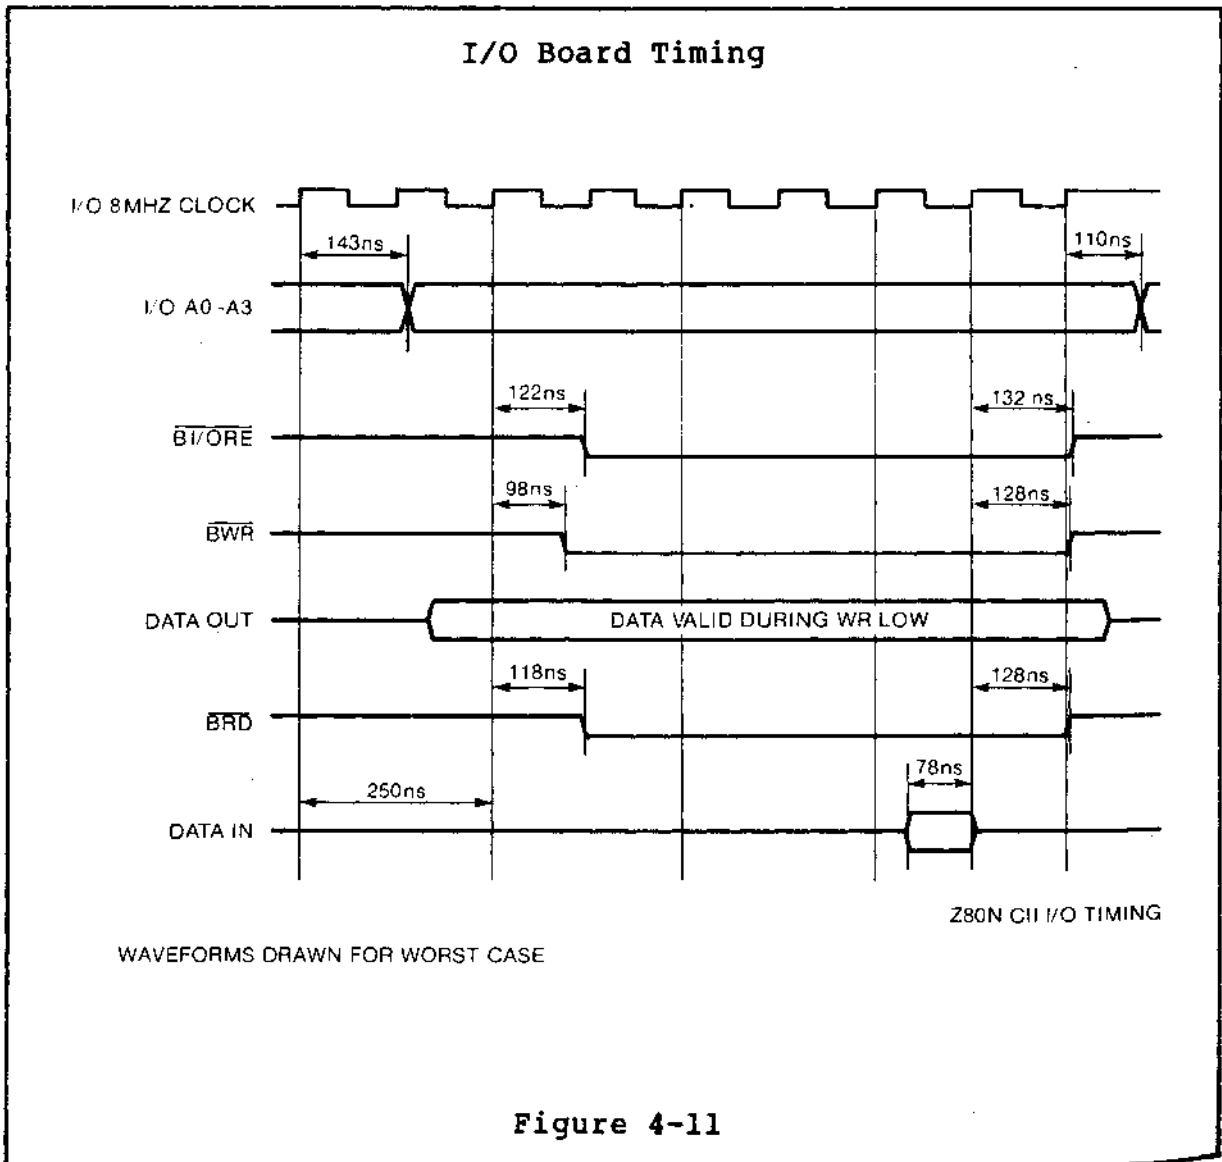 I/O Board Timing
I/O 8MHZ CLOCK
143ns
110ns
I/O A0-A3
122ns
132 ns
BI/ORE
98ns
128ns
BWR
DATA OUT
DATA VALID DURING WR LOW
118ns
128ns
BRD
78ns
250ns
DATA IN
Z80N CII I/O TIMING
WAVEFORMS DRAWN FOR WORST CASE
Figure 4-11